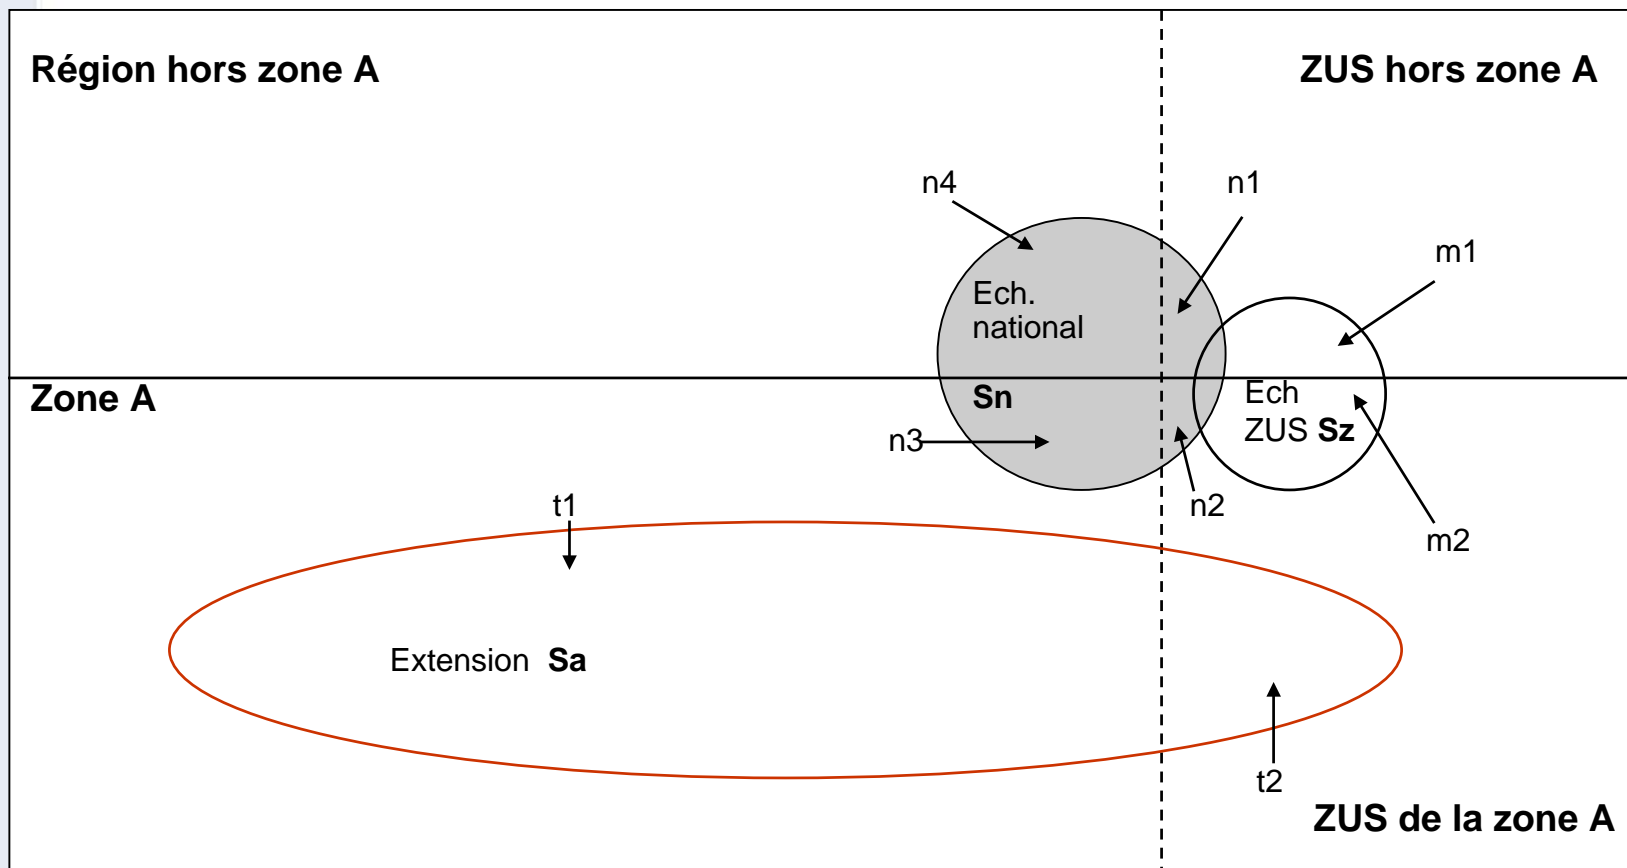 Région hors zone A
ZUS hors zone A
n4
n1
m1
Ech.
national
Zone A
Sn
Ech
ZUS Sz
n3
t1
n2
m2
Extension Sa
t2
ZUS de la zone A